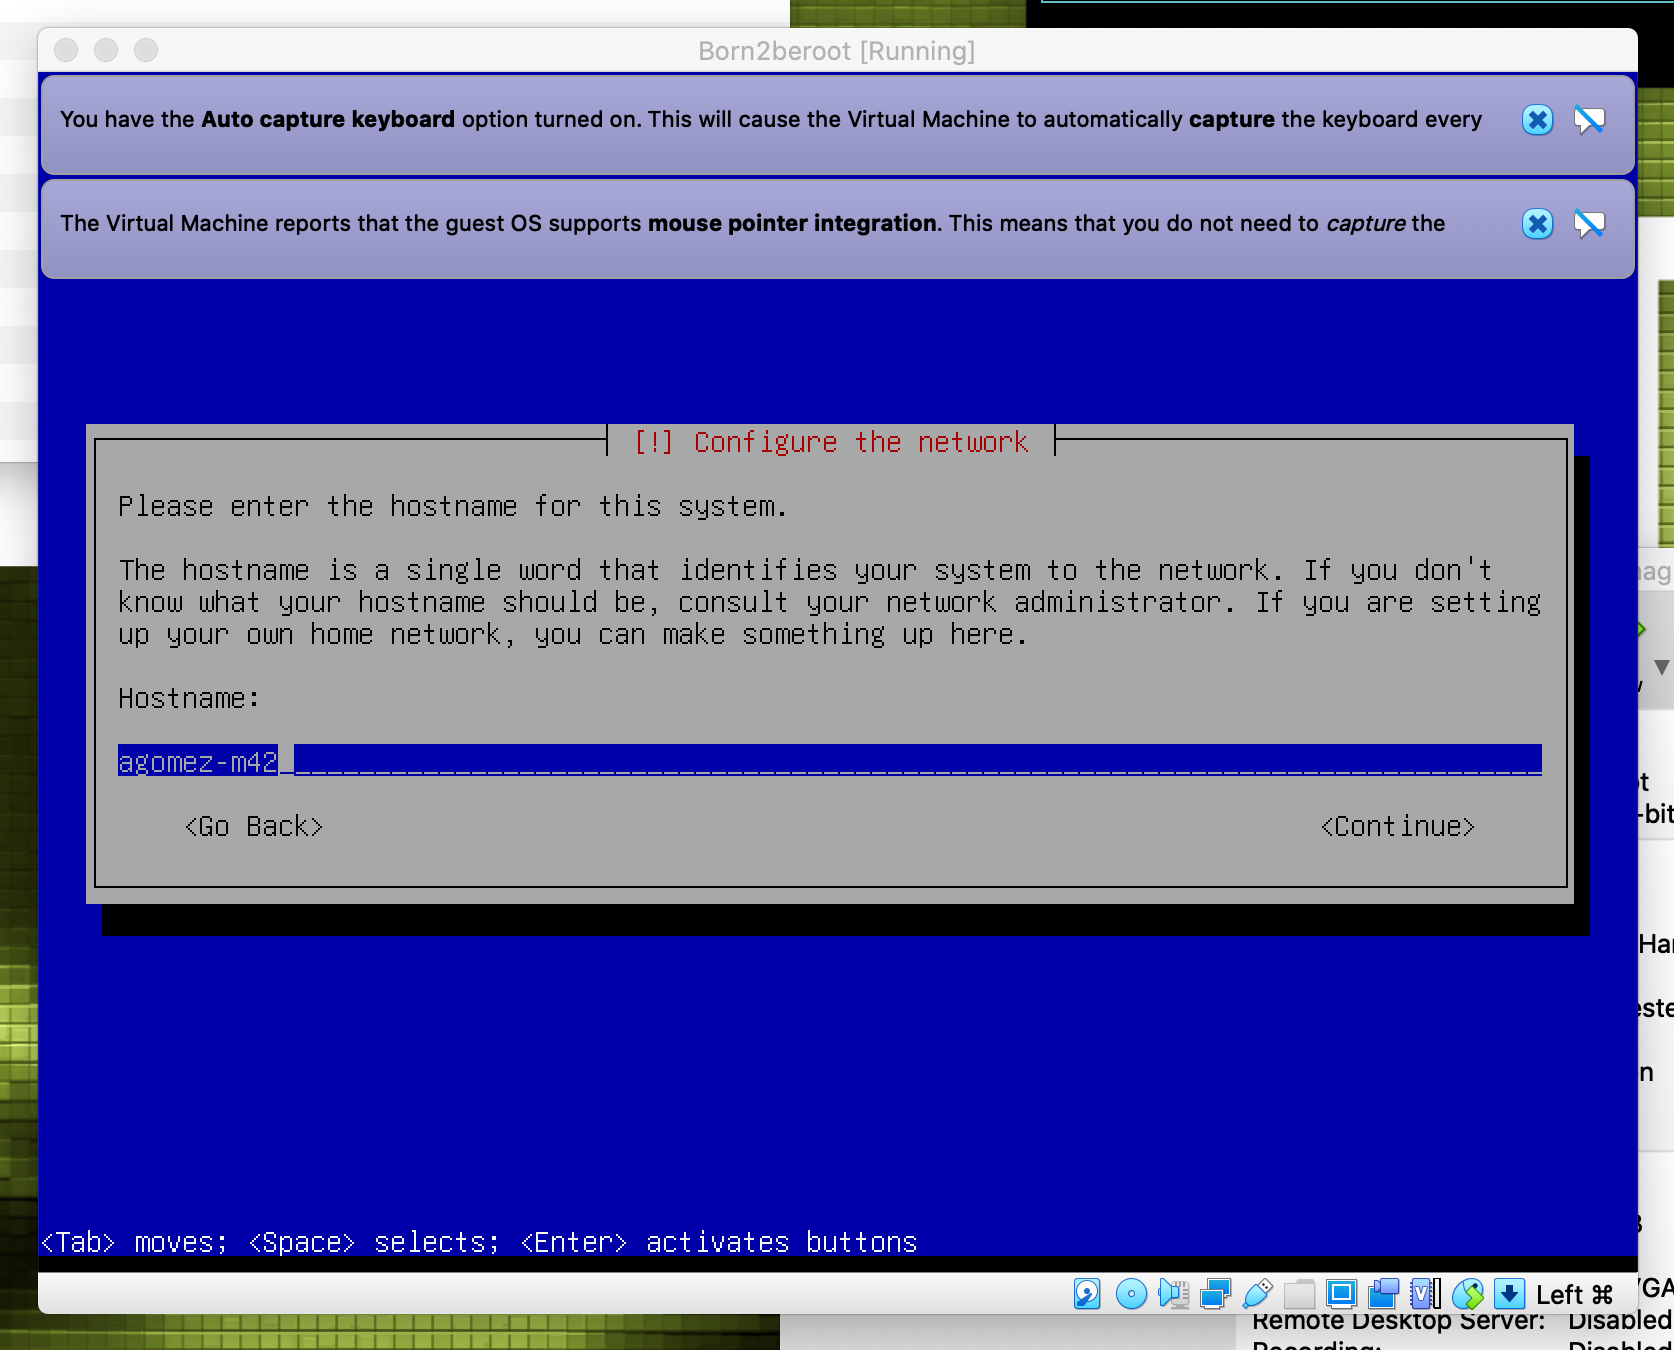 Born2beroot [Running]
You have the Auto capture keyboard option turned on. This will cause the Virtual Machine to automatically capture the keyboard every
The Virtual Machine reports that the guest OS supports mouse pointer integration. This means that you do not need to capture the
[!] Configure the network
Please enter the hostname for this system.
The hostname is a single word that identifies your system to the network. If you don't
know what your hostname should be, consult your network administrator. If you are setting
up your own home network, you can make something up here.
Hostname:
agomez-m42
<Go Back>
<Continue>
-bit
<Tab> moves; <Space> selects; <Enter> activates buttons
Left ⌘
Remote Desktop Server: Disabled